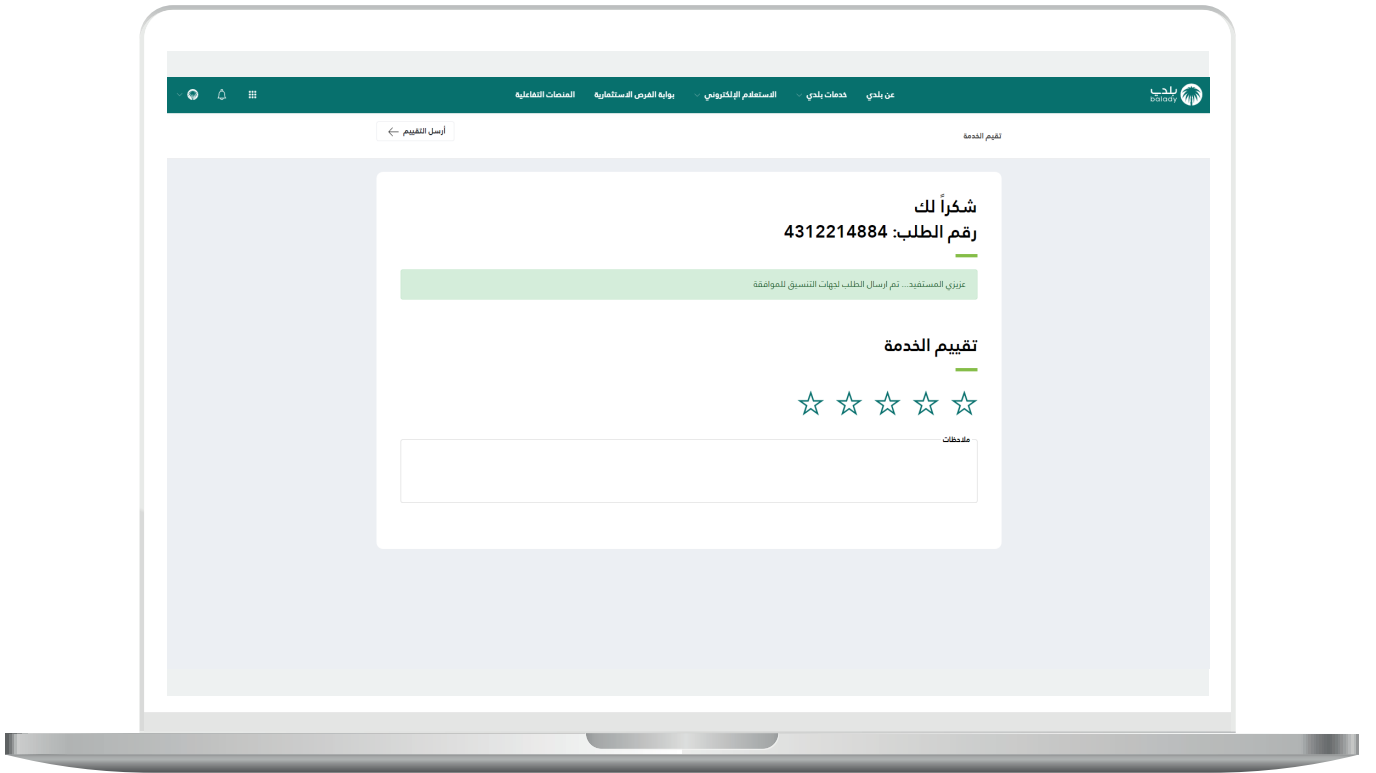 بلدي
balady
عن بلدي
خدمات بلدي
الاستعلام الإلكتروني
بوابة الفرص الاستثمارية
المنصات التفاعلية
تقيم الخدمة
أرسل التقييم
شكراً لك
رقم الطلب: 4312214884
عزيزي المستفيد... تم ارسال الطلب لجهات التنسيق للموافقة
تقييم الخدمة
ملاحظات